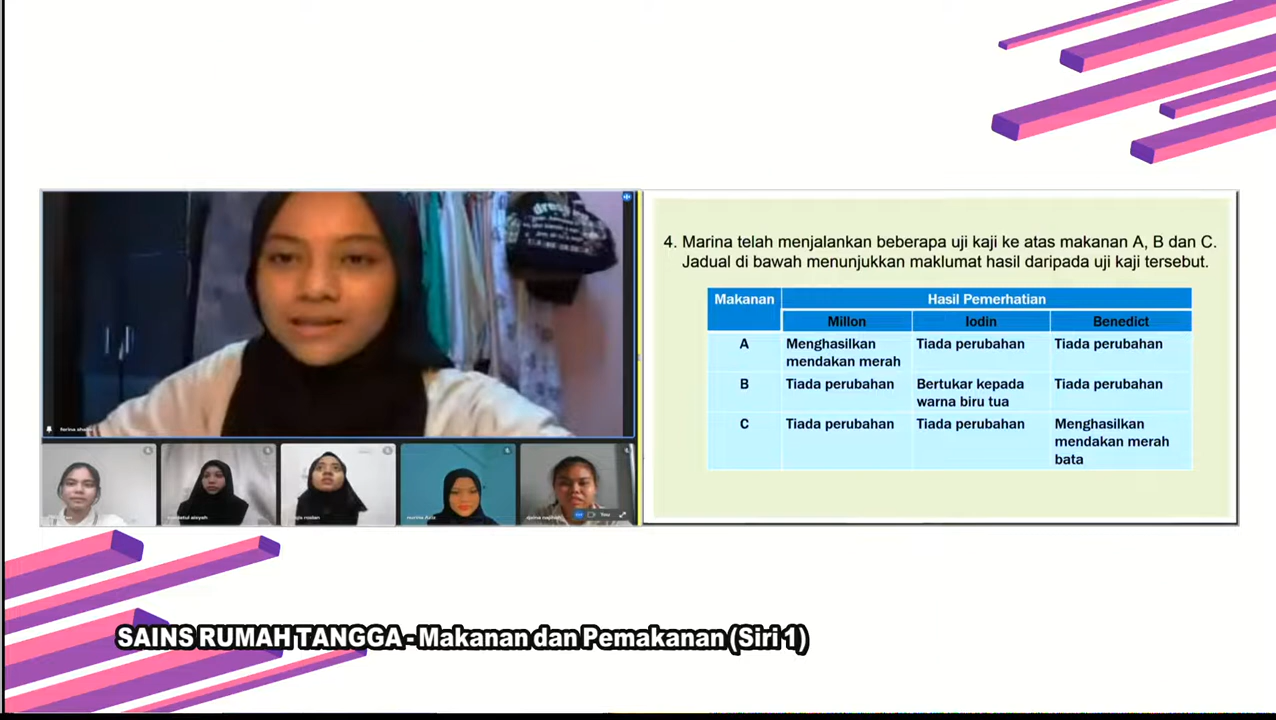 4. Marina telah menjalankan beberapa uji kaji ke atas makanan A, B dan C.
Jadual di bawah menunjukkan maklumat hasil daripada uji kaji tersebut.
Makanan Hasil Pemerhatian
Millon Iodin Benedict
A Menghasilkan mendakan merah Tiada perubahan Tiada perubahan
B Tiada perubahan Bertukar kepada warna biru tua Tiada perubahan
C Tiada perubahan Tiada perubahan Menghasilkan mendakan merah bata
You
SAINS RUMAH TANGGA - Makanan dan Pemakanan (Siri 1)